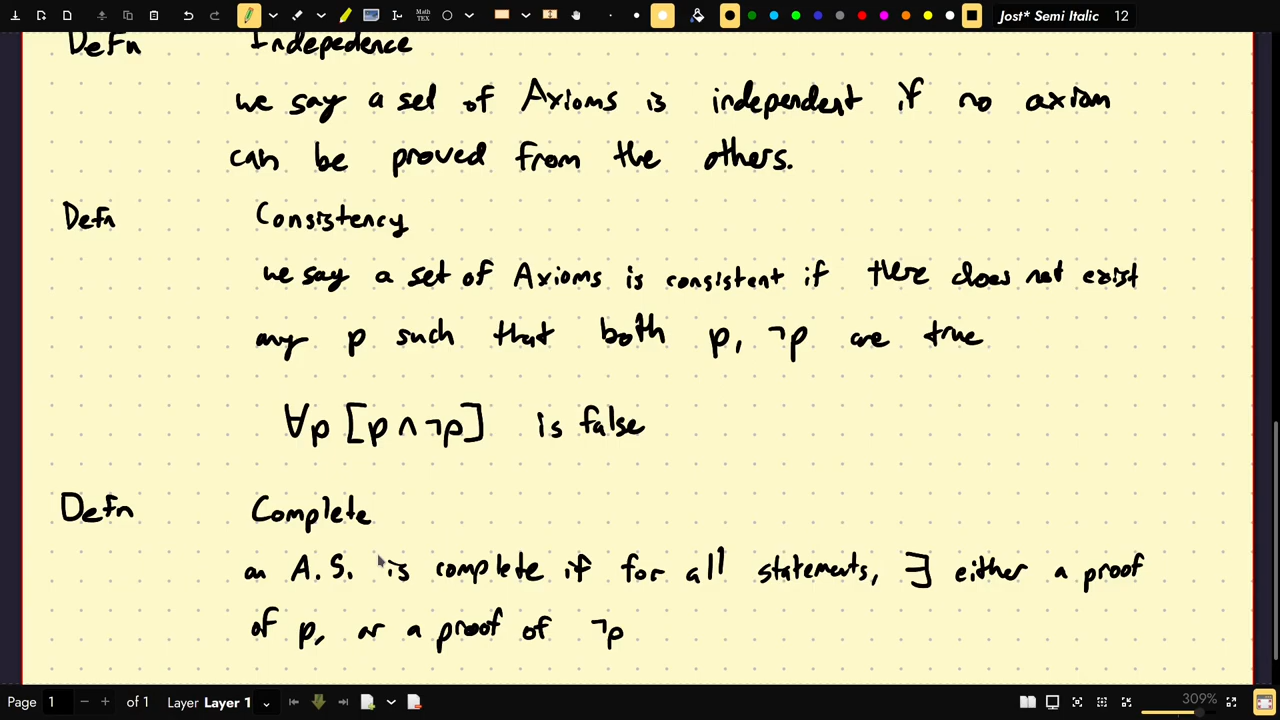 Jost* Semi Italic 12
Defn Indepedence
we say a set of Axioms is independent if no axiom
can be proved from the others.
Defn Consistency
we say a set of Axioms is consistent if there does not exist
any p such that both p, ¬p are true
∀p [p ∧ ¬p] is false
Defn Complete
an A.S. is complete if for all statements, ∃ either a proof
of p, or a proof of ¬p
Page 1 of 1 Layer Layer 1 309%